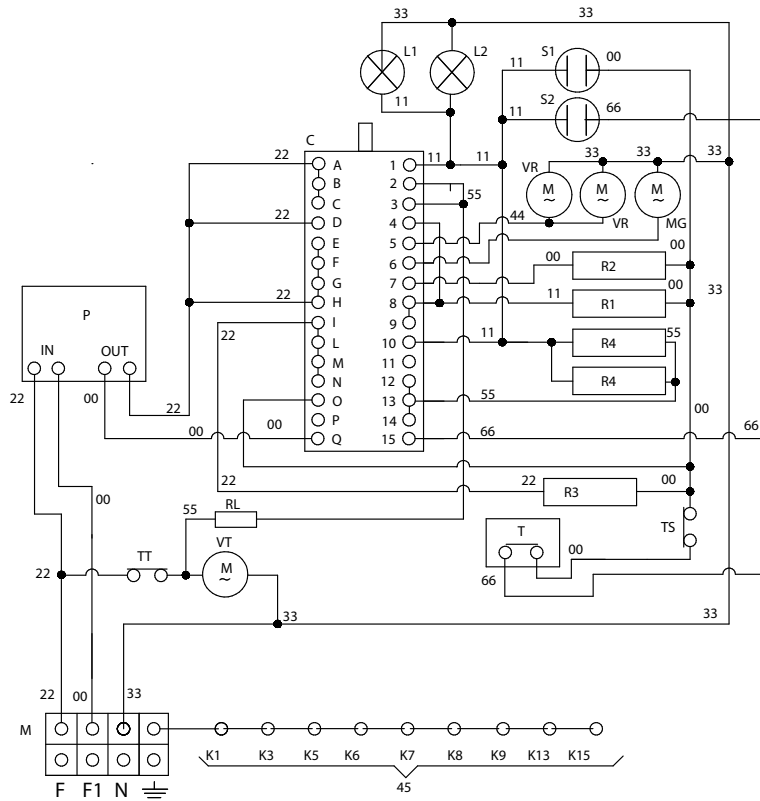 33 33
L1 L2 S1 00
11
11 S2 66
11
C
22 A 1 11 11 VR 33 33 33
B 2 55 M ~ M ~ M ~
C 3
22 D 4 44 VR MG
E 5 00
F 6 00 R2
G 7 00 33
22 H 8 11 R1
P I 9
22 L 10 11 R4 55
IN OUT M 11
N 12 R4
22 00 22 O 13 55 00
00 00 P 14
Q 15 66 66
22 22 R3 00
00
55 RL TS
T
TT VT 00
22 M ~ 66
33 33
22 00 33
M
K1 K3 K5 K6 K7 K8 K9 K13 K15
F F1 N 45